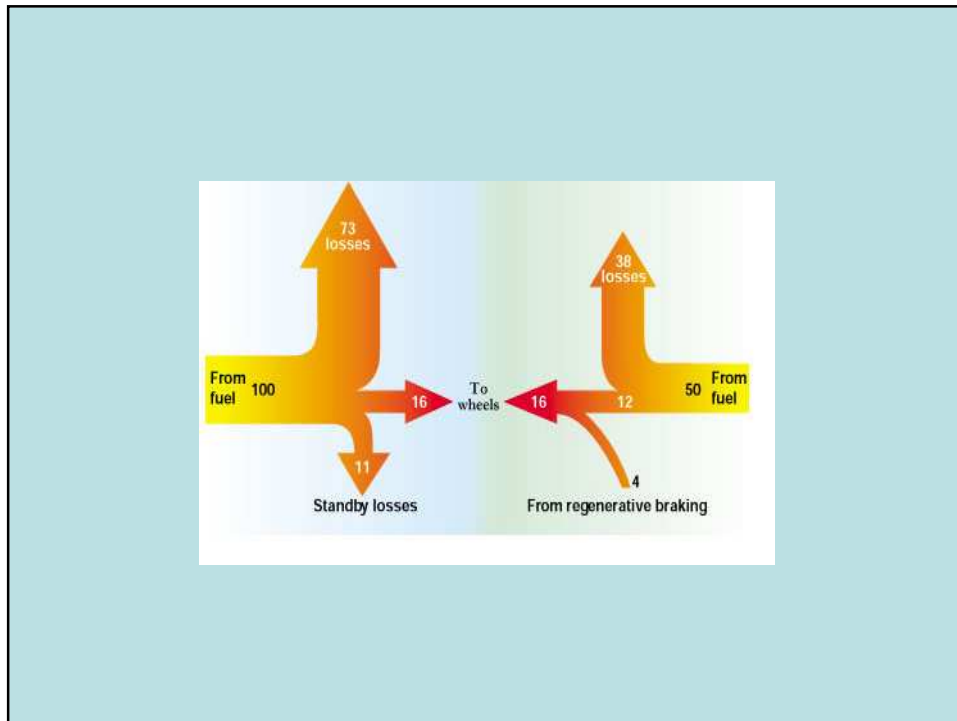 73
losses
38
losses
From
fuel
100
16
To
wheels
16
12
50
From
fuel
11
4
Standby losses
From regenerative braking